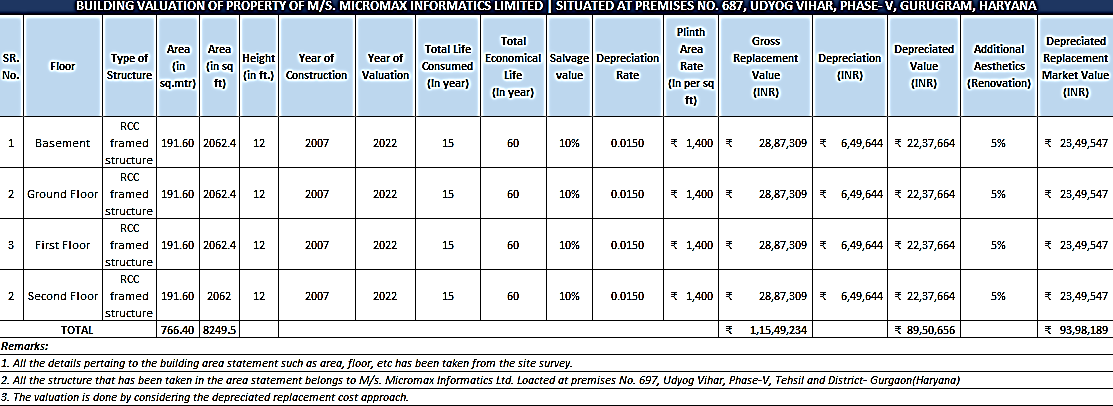 BUILDING VALUATION OF PROPERTY OF M/S. MICROMAX INFORMATICS LIMITED | SITUATED AT PREMISES NO. 687, UDYOG VIHAR, PHASE- V, GURUGRAM, HARYANA
SR. No. Floor Type of Structure Area (in sq.mtr) Area (in sq ft) Height (in ft.) Year of Construction Year of Valuation Total Life Consumed (In year) Total Economical Life (In year) Salvage value Depreciation Rate Plinth Area Rate (In per sq ft) Gross Replacement Value (INR) Depreciation (INR) Depreciated Value (INR) Additional Aesthetics (Renovation) Depreciated Replacement Market Value (INR)
1 Basement RCC framed structure 191.60 2062.4 12 2007 2022 15 60 10% 0.0150 ₹ 1,400 ₹ 28,87,309 ₹ 6,49,644 ₹ 22,37,664 5% ₹ 23,49,547
2 Ground Floor RCC framed structure 191.60 2062.4 12 2007 2022 15 60 10% 0.0150 ₹ 1,400 ₹ 28,87,309 ₹ 6,49,644 ₹ 22,37,664 5% ₹ 23,49,547
3 First Floor RCC framed structure 191.60 2062.4 12 2007 2022 15 60 10% 0.0150 ₹ 1,400 ₹ 28,87,309 ₹ 6,49,644 ₹ 22,37,664 5% ₹ 23,49,547
2 Second Floor RCC framed structure 191.60 2062 12 2007 2022 15 60 10% 0.0150 ₹ 1,400 ₹ 28,87,309 ₹ 6,49,644 ₹ 22,37,664 5% ₹ 23,49,547
TOTAL 766.40 8249.5 ₹ 1,15,49,234 ₹ 89,50,656 ₹ 93,98,189
Remarks:
1. All the details pertaing to the building area statement such as area, floor, etc has been taken from the site survey.
2. All the structure that has been taken in the area statement belongs to M/s. Micromax Informatics Ltd. Loacted at premises No. 697, Udyog Vihar, Phase-V, Tehsil and District- Gurgaon(Haryana)
3. The valuation is done by considering the depreciated replacement cost approach.